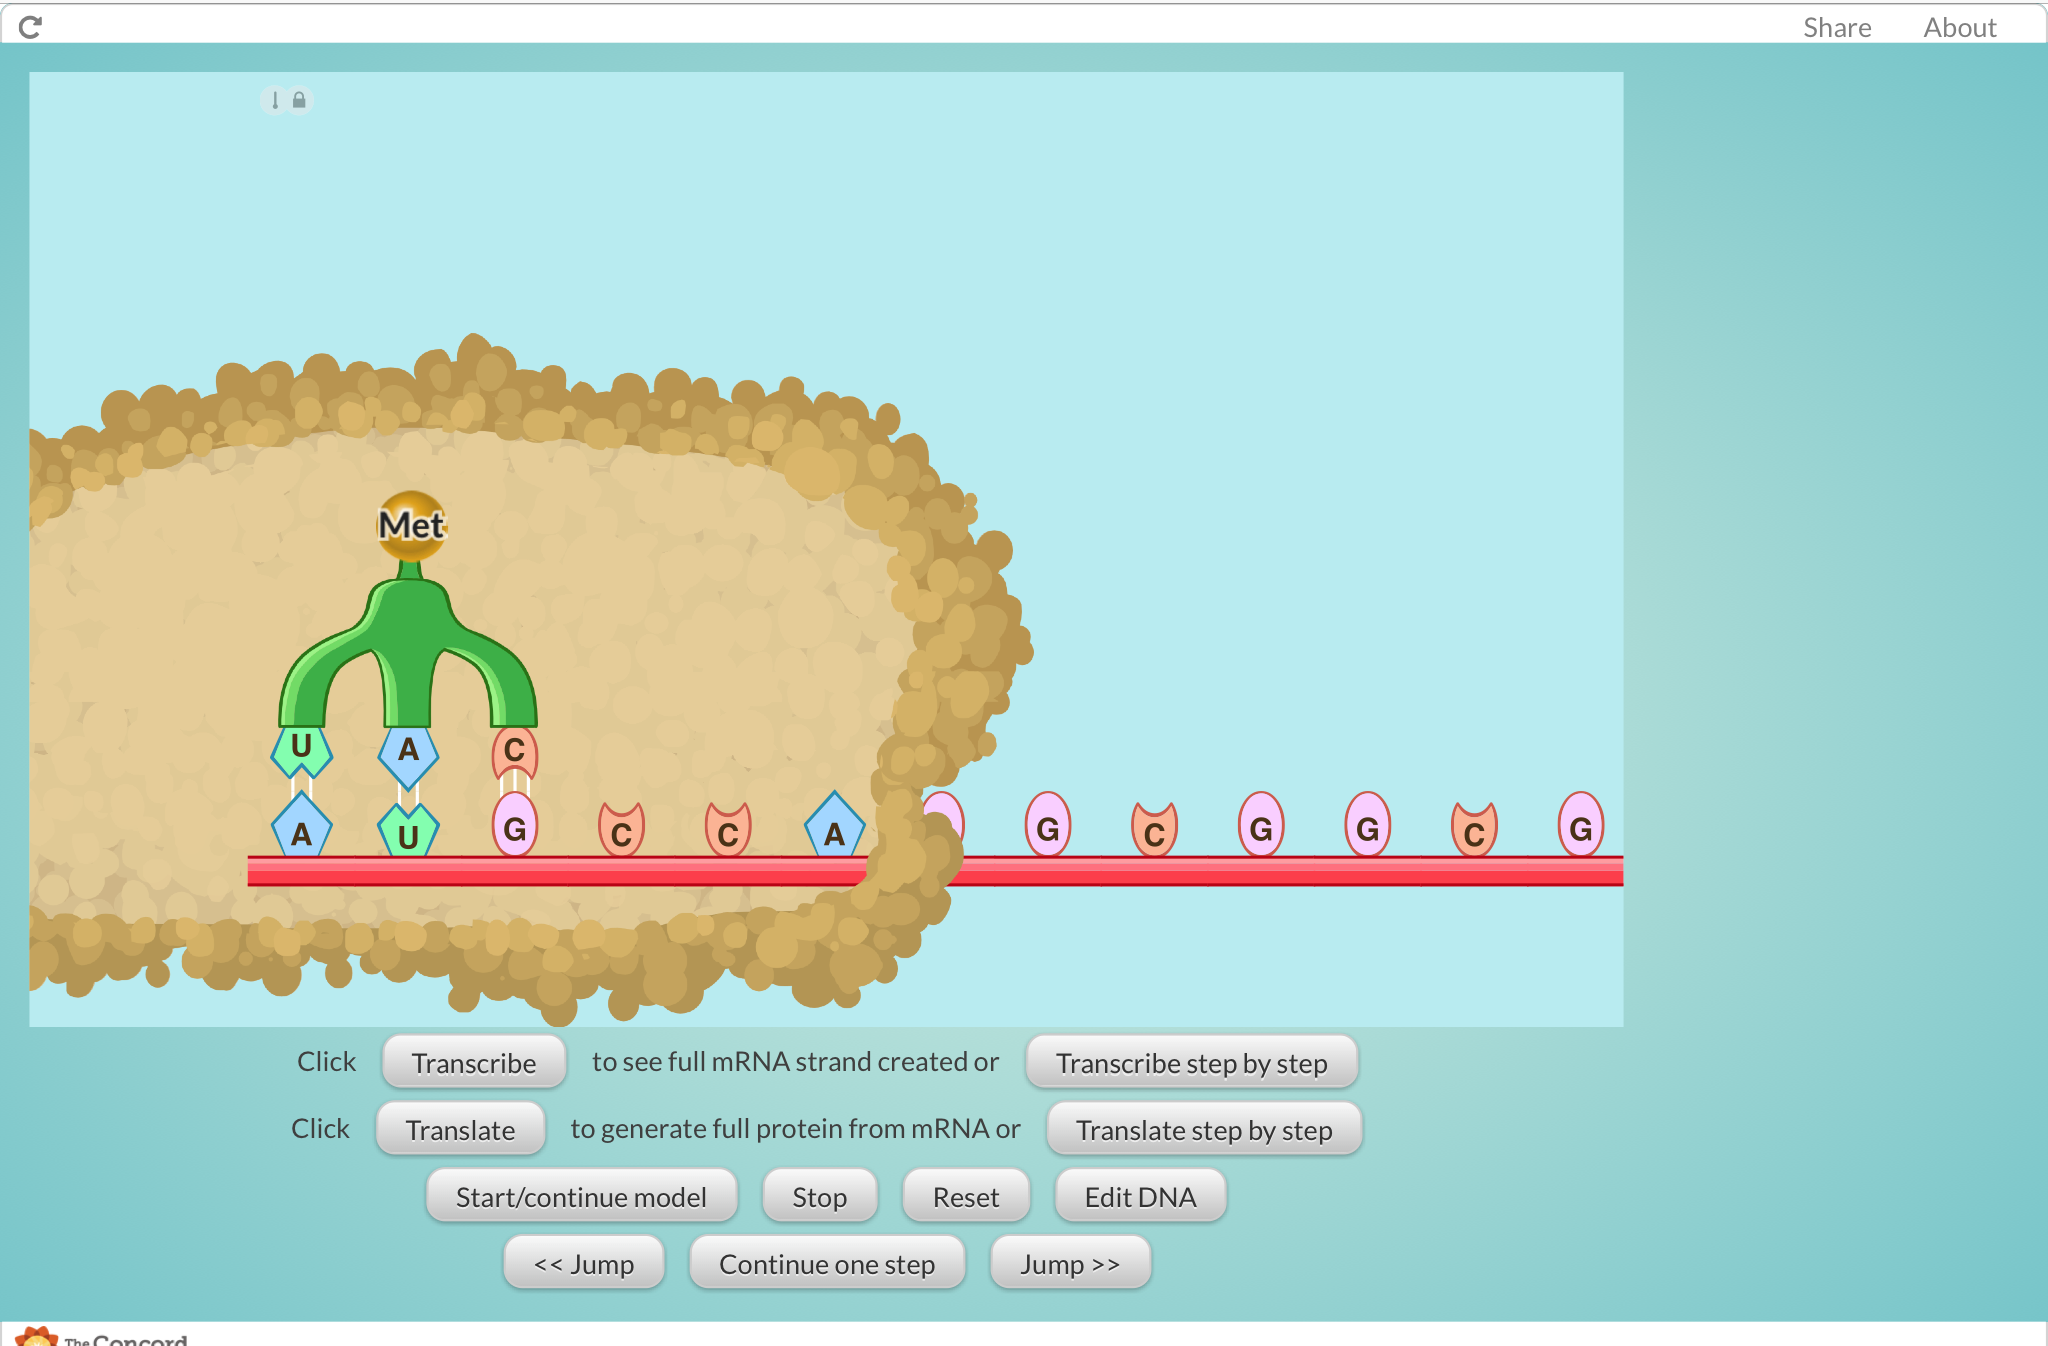 Share About
Met
U A C
A U G C C A G C G G C G
Click Transcribe to see full mRNA strand created or Transcribe step by step
Click Translate to generate full protein from mRNA or Translate step by step
Start/continue model Stop Reset Edit DNA
<< Jump Continue one step Jump >>
The Concord